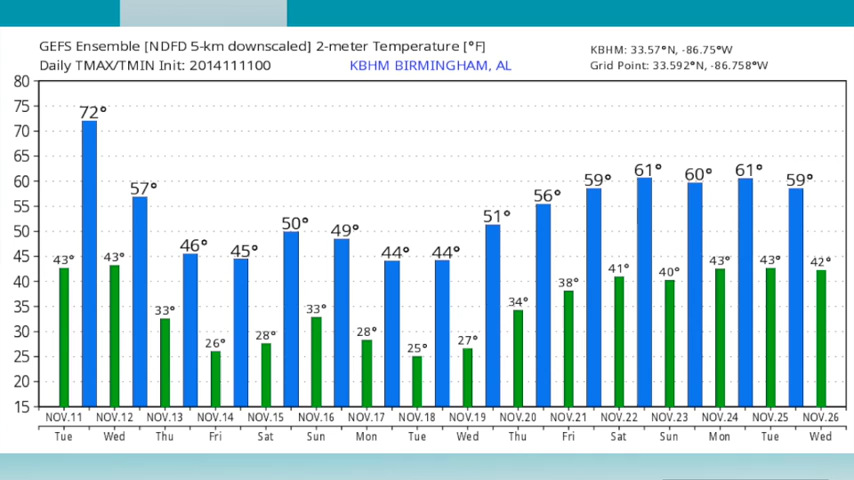 GEFS Ensemble [NDFD 5-km downscaled] 2-meter Temperature [°F]
Daily TMAX/TMIN Init: 2014111100
KBHM BIRMINGHAM, AL
KBHM: 33.57°N, -86.75°W
Grid Point: 33.592°N, -86.758°W
80
75
70
65
60
55
50
45
40
35
30
25
20
15
43° 72° 43° 57° 33° 46° 26° 45° 28° 50° 33° 49° 28° 44° 25° 44° 27° 51° 34° 56° 38° 59° 41° 61° 40° 60° 43° 61° 43° 59° 42°
NOV.11 NOV.12 NOV.13 NOV.14 NOV.15 NOV.16 NOV.17 NOV.18 NOV.19 NOV.20 NOV.21 NOV.22 NOV.23 NOV.24 NOV.25 NOV.26
Tue Wed Thu Fri Sat Sun Mon Tue Wed Thu Fri Sat Sun Mon Tue Wed